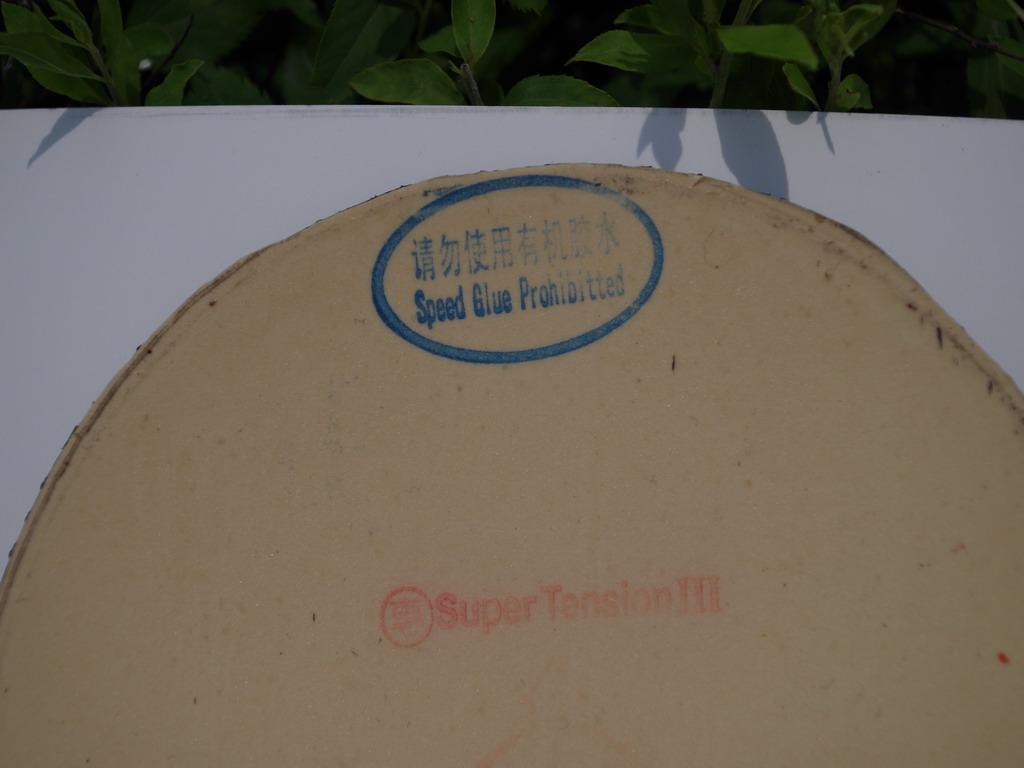 请勿使用有机胶水
Speed Glue Prohibitted
Super Tension III